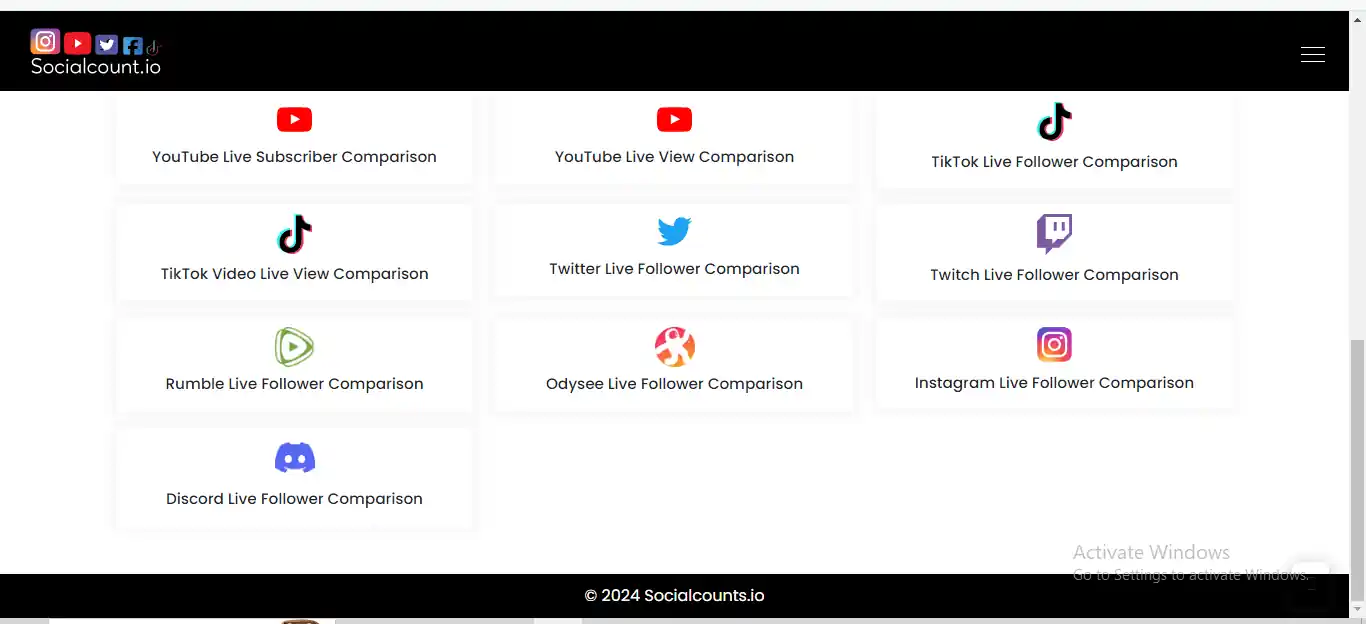 Socialcount.io
YouTube Live Subscriber Comparison
YouTube Live View Comparison
TikTok Live Follower Comparison
TikTok Video Live View Comparison
Twitter Live Follower Comparison
Twitch Live Follower Comparison
Rumble Live Follower Comparison
Odysee Live Follower Comparison
Instagram Live Follower Comparison
Discord Live Follower Comparison
Activate Windows
Go to Settings to activate Windows.
© 2024 Socialcounts.io